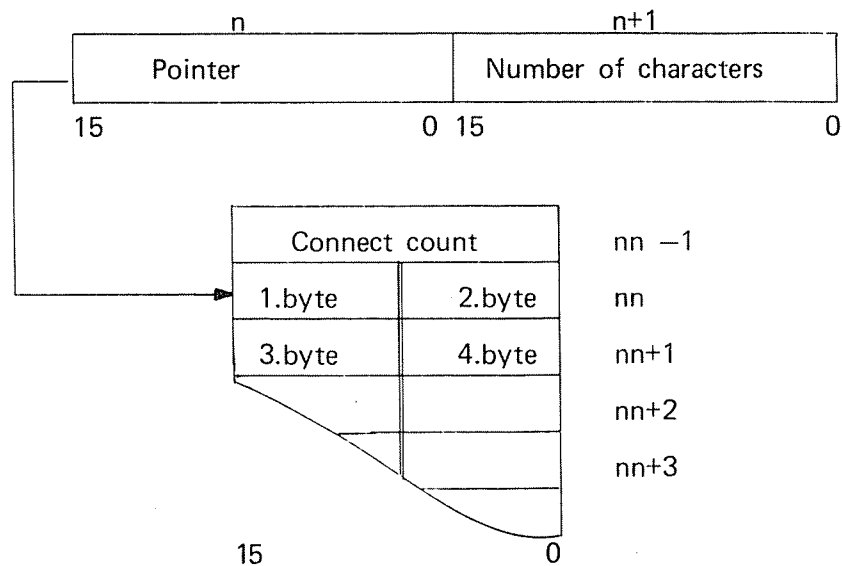 n n+1
Pointer Number of characters
15 0 15 0
Connect count nn −1
1.byte 2.byte nn
3.byte 4.byte nn+1
nn+2
nn+3
15 0